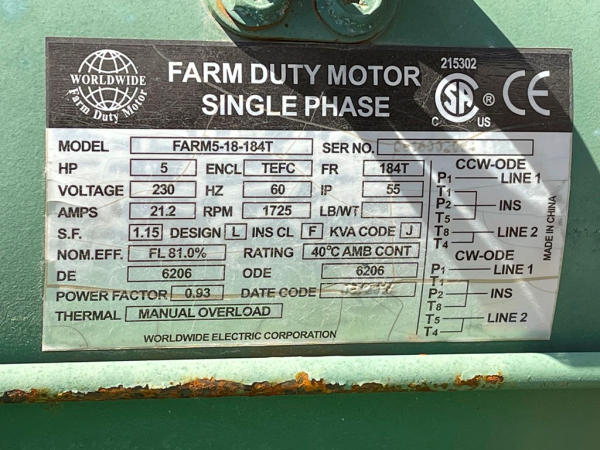 WORLDWIDE
Farm Duty Motor
FARM DUTY MOTOR
SINGLE PHASE
215302
SA
®
C US
CE
MODEL FARM5-18-184T SER NO.
HP 5 ENCL TEFC FR 184T
VOLTAGE 230 HZ 60 IP 55
AMPS 21.2 RPM 1725 LB/WT
S.F. 1.15 DESIGN L INS CL F KVA CODE J
NOM.EFF. FL 81.0% RATING 40°C AMB CONT
DE 6206 ODE 6206
POWER FACTOR 0.93 DATE CODE
THERMAL MANUAL OVERLOAD
WORLDWIDE ELECTRIC CORPORATION
CCW-ODE
P1 LINE 1
T1
P2 INS
T5
T8 LINE 2
T4
CW-ODE
P1 LINE 1
T1
P2 INS
T8
T5 LINE 2
T4
MADE IN CHINA